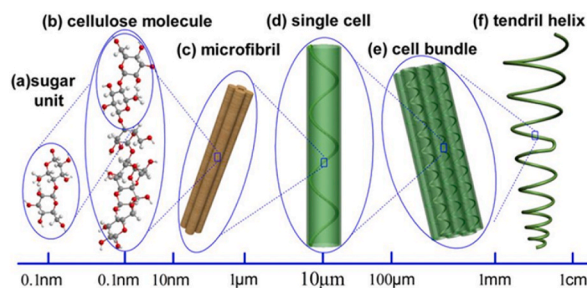 (b) cellulose molecule
(d) single cell
(f) tendril helix
(a)sugar
unit
(c) microfibril
(e) cell bundle
0.1nm
0.1nm
10nm
1μm
10μm
100μm
1mm
1cm